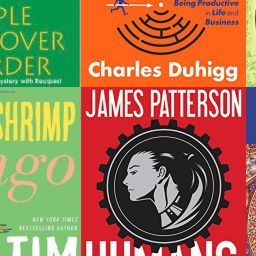 PLE
OVER
RDER
ystery with Recipes!
Being Productive
in Life and
Business
Charles Duhigg
SHRIMP
ago
NEW YORK TIMES
BESTSELLING AUTHOR
TIM
JAMES PATTERSON
HUMANS